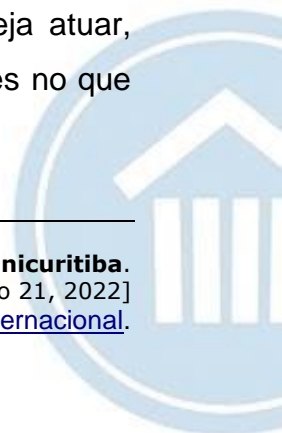 eja atuar,
es no que
nicuritiba.
o 21, 2022]
ernacional.